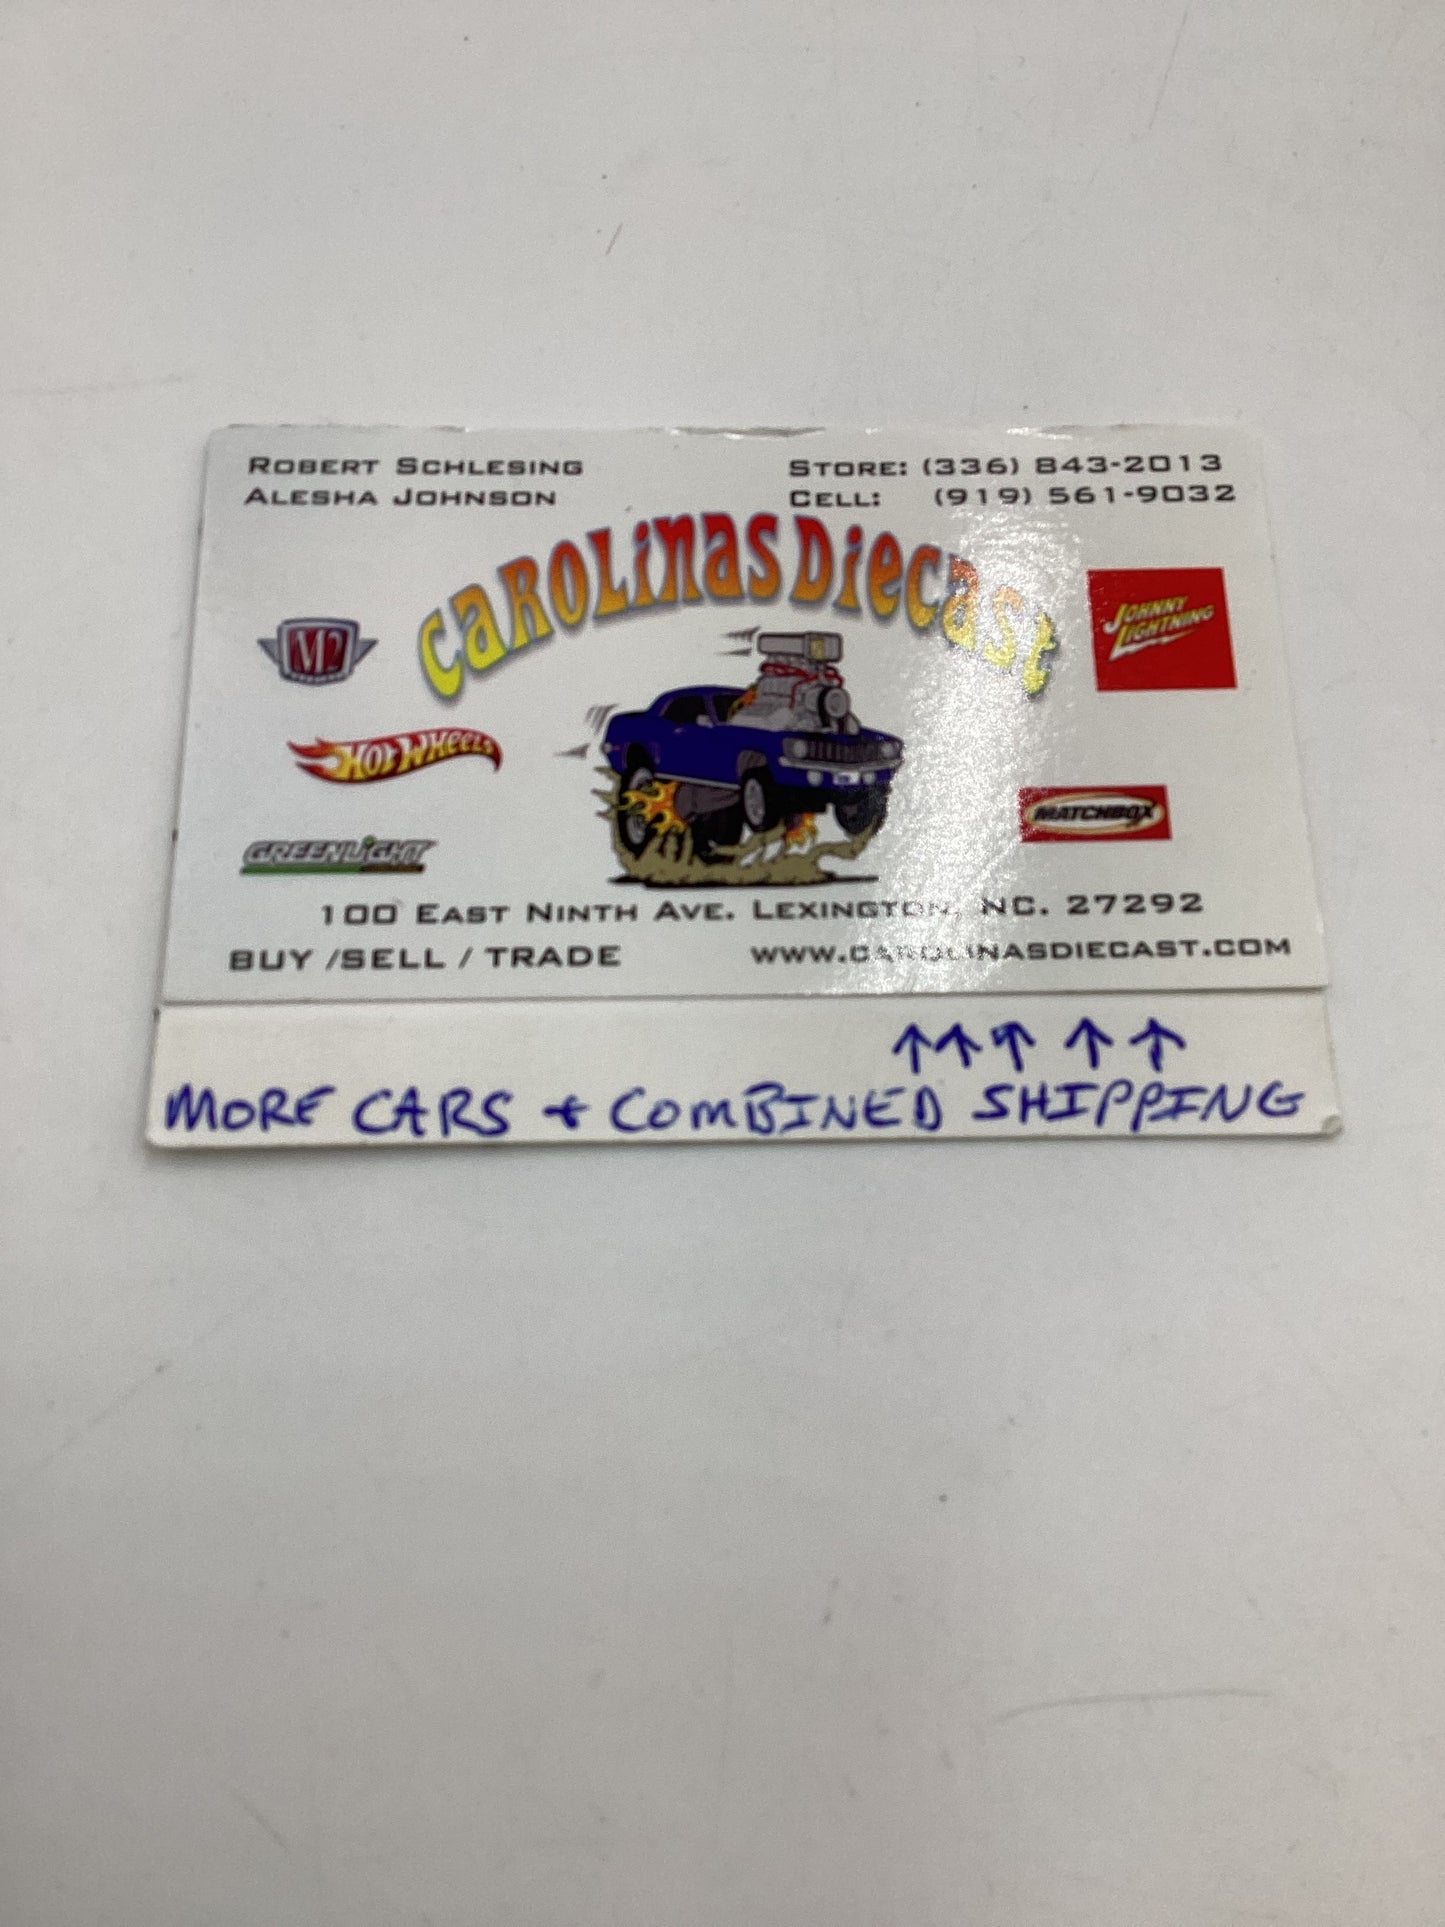 ROBERT SCHLESING
ALESHA JOHNSON
STORE: (336) 843-2013
CELL: (919) 561-9032
CAROLINAS DIECAST
M2
JOHNNY LIGHTNING
HOT WHEELS
MATCHBOX
GREENLIGHT
100 EAST NINTH AVE. LEXINGTON, NC. 27292
BUY /SELL / TRADE
WWW.CAROLINASDIECAST.COM
↑↑↑↑↑
MORE CARS + COMBINED SHIPPING